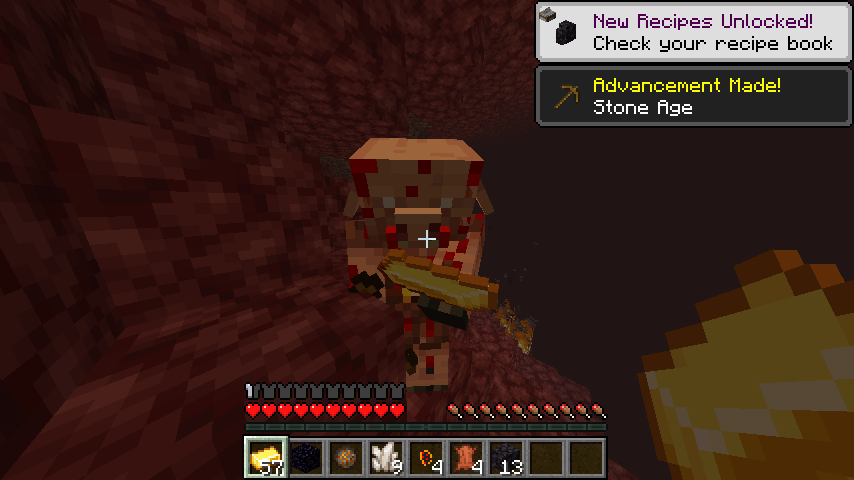 New Recipes Unlocked!
Check your recipe book
Advancement Made!
Stone Age
57
9
4
4
13